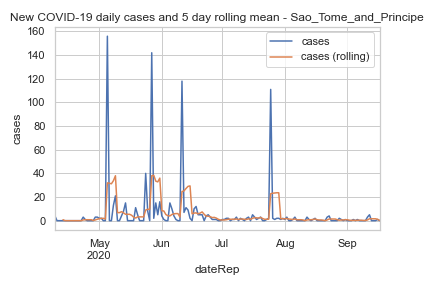 New COVID-19 daily cases and 5 day rolling mean - Sao_Tome_and_Principe
160
140
120
100
80
60
40
20
0
cases
cases
cases (rolling)
May
2020
Jun
Jul
Aug
Sep
dateRep